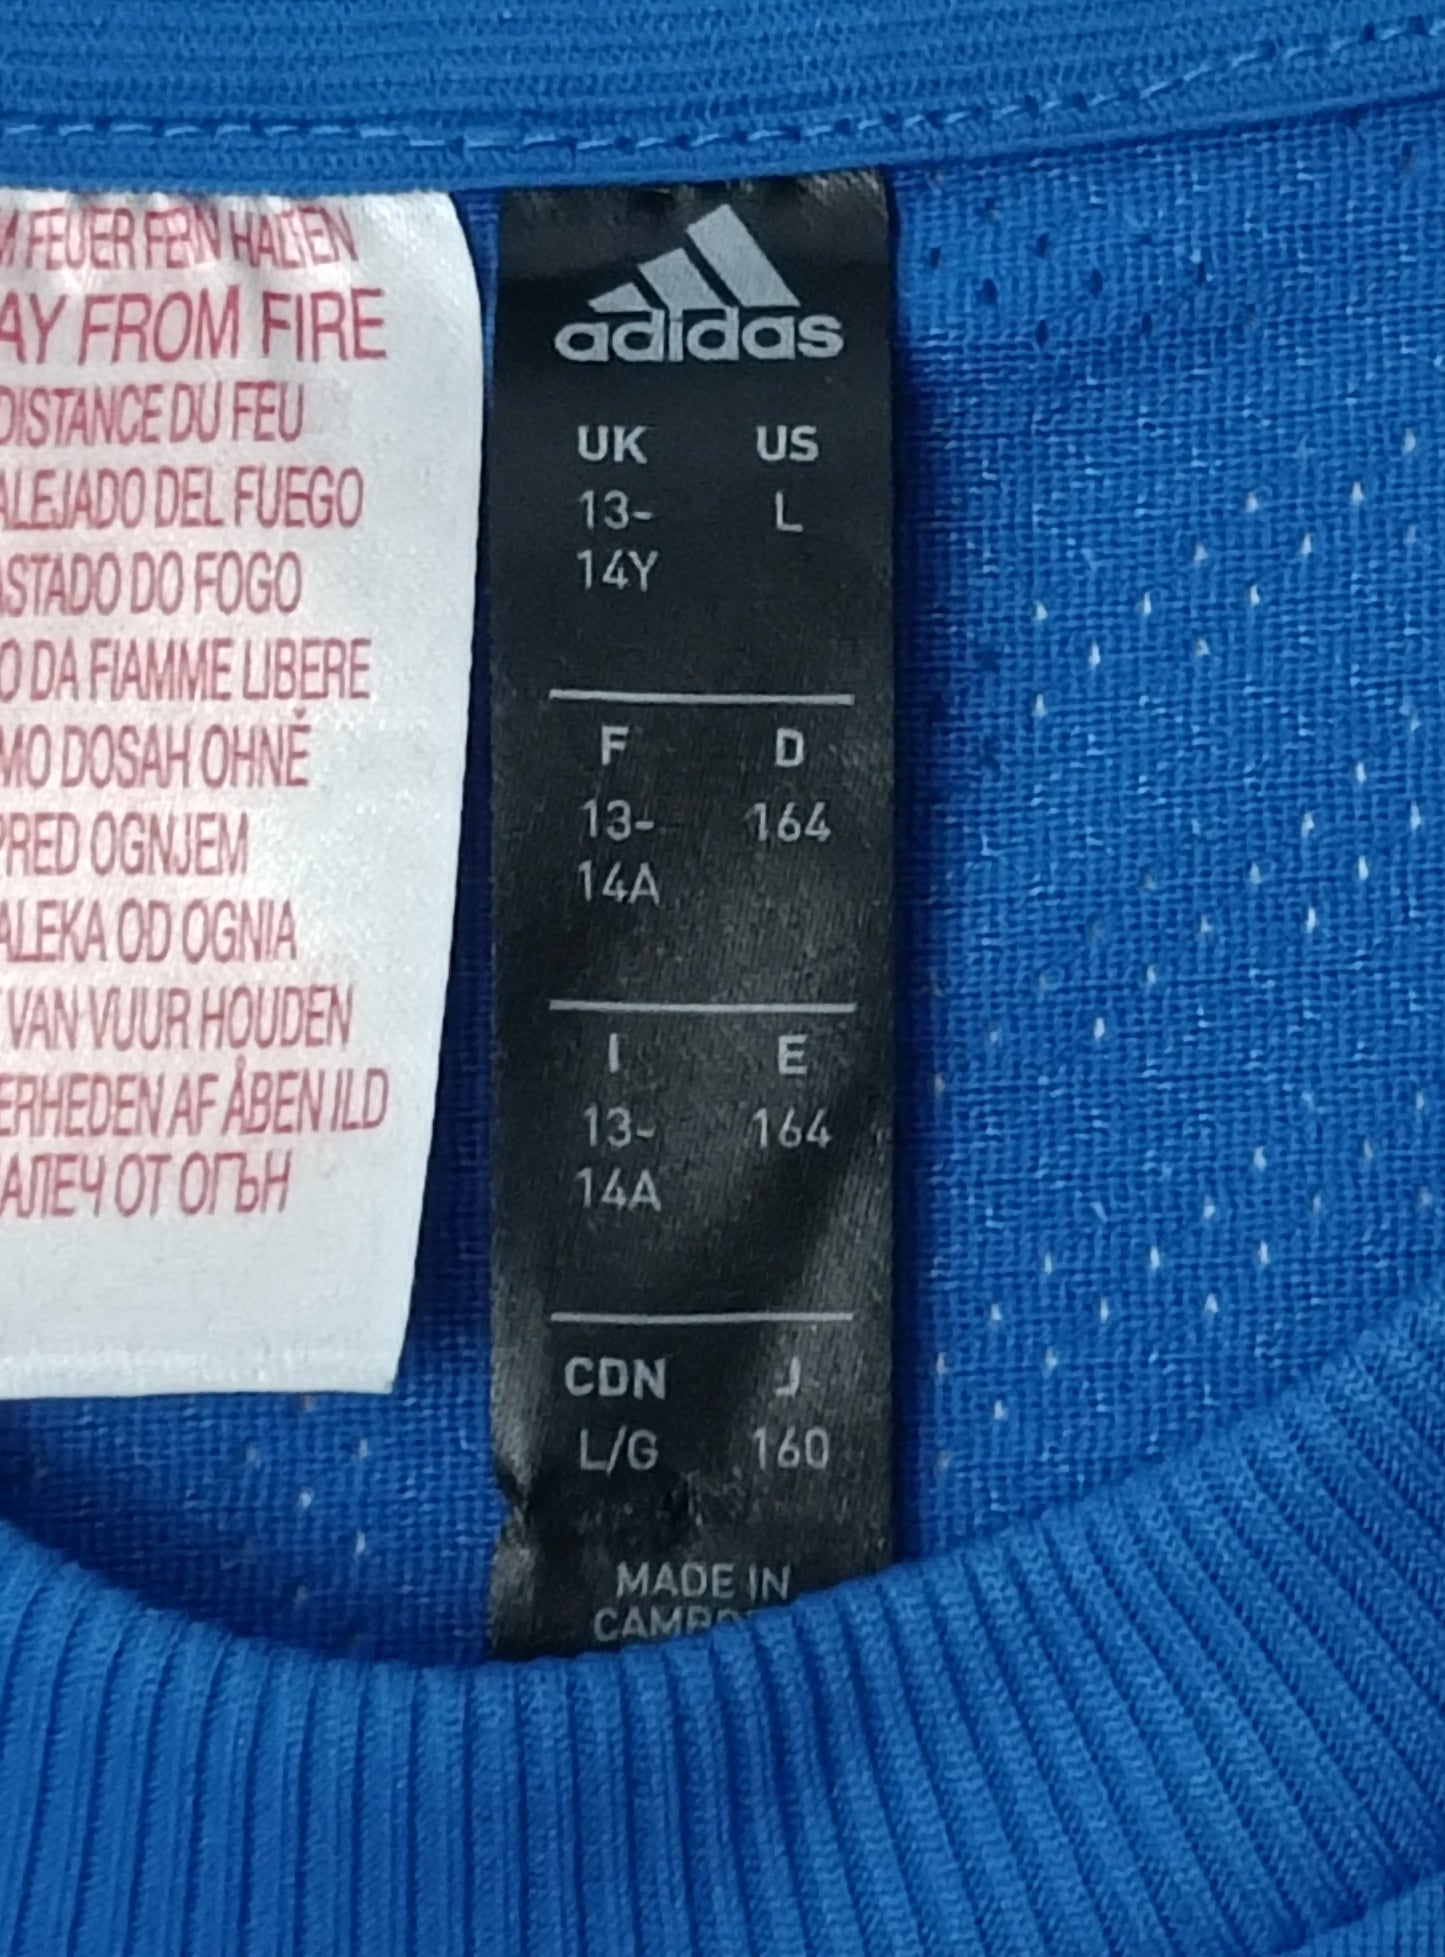 FEUER FERN HALTEN
AY FROM FIRE
DISTANCE DU FEU
ALEJADO DEL FUEGO
ASTADO DO FOGO
O DA FIAMME LIBERE
MO DOSAH OHNĚ
PRED OGNJEM
ALEKA OD OGNIA
VAN VUUR HOUDEN
ERHEDEN AF ÅBEN ILD
АЛЕЧ ОТ ОГЪН
adidas
UK US
13- L
14Y
F D
13- 164
14A
I E
13- 164
14A
CDN J
L/G 160
MADE IN